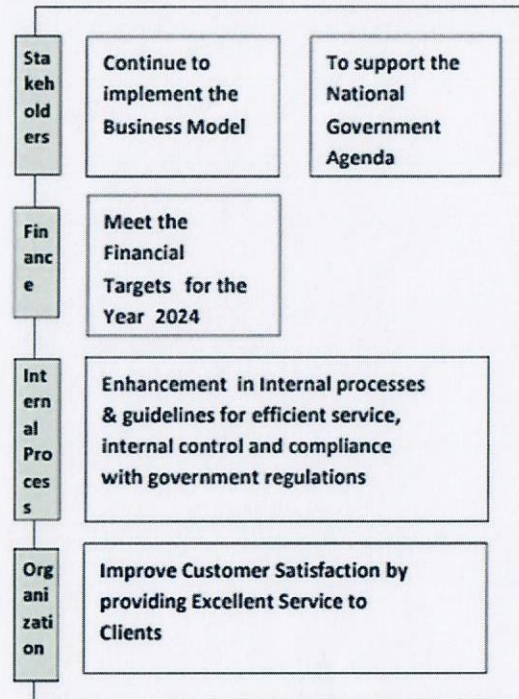 Sta
keh
old
ers
Continue to
implement the
Business Model
To support the
National
Government
Agenda
Fin
anc
e
Meet the
Financial
Targets for the
Year 2024
Int
ern
al
Pro
ces
s
Enhancement in Internal processes
& guidelines for efficient service,
internal control and compliance
with government regulations
Org
ani
zati
on
Improve Customer Satisfaction by
providing Excellent Service to
Clients